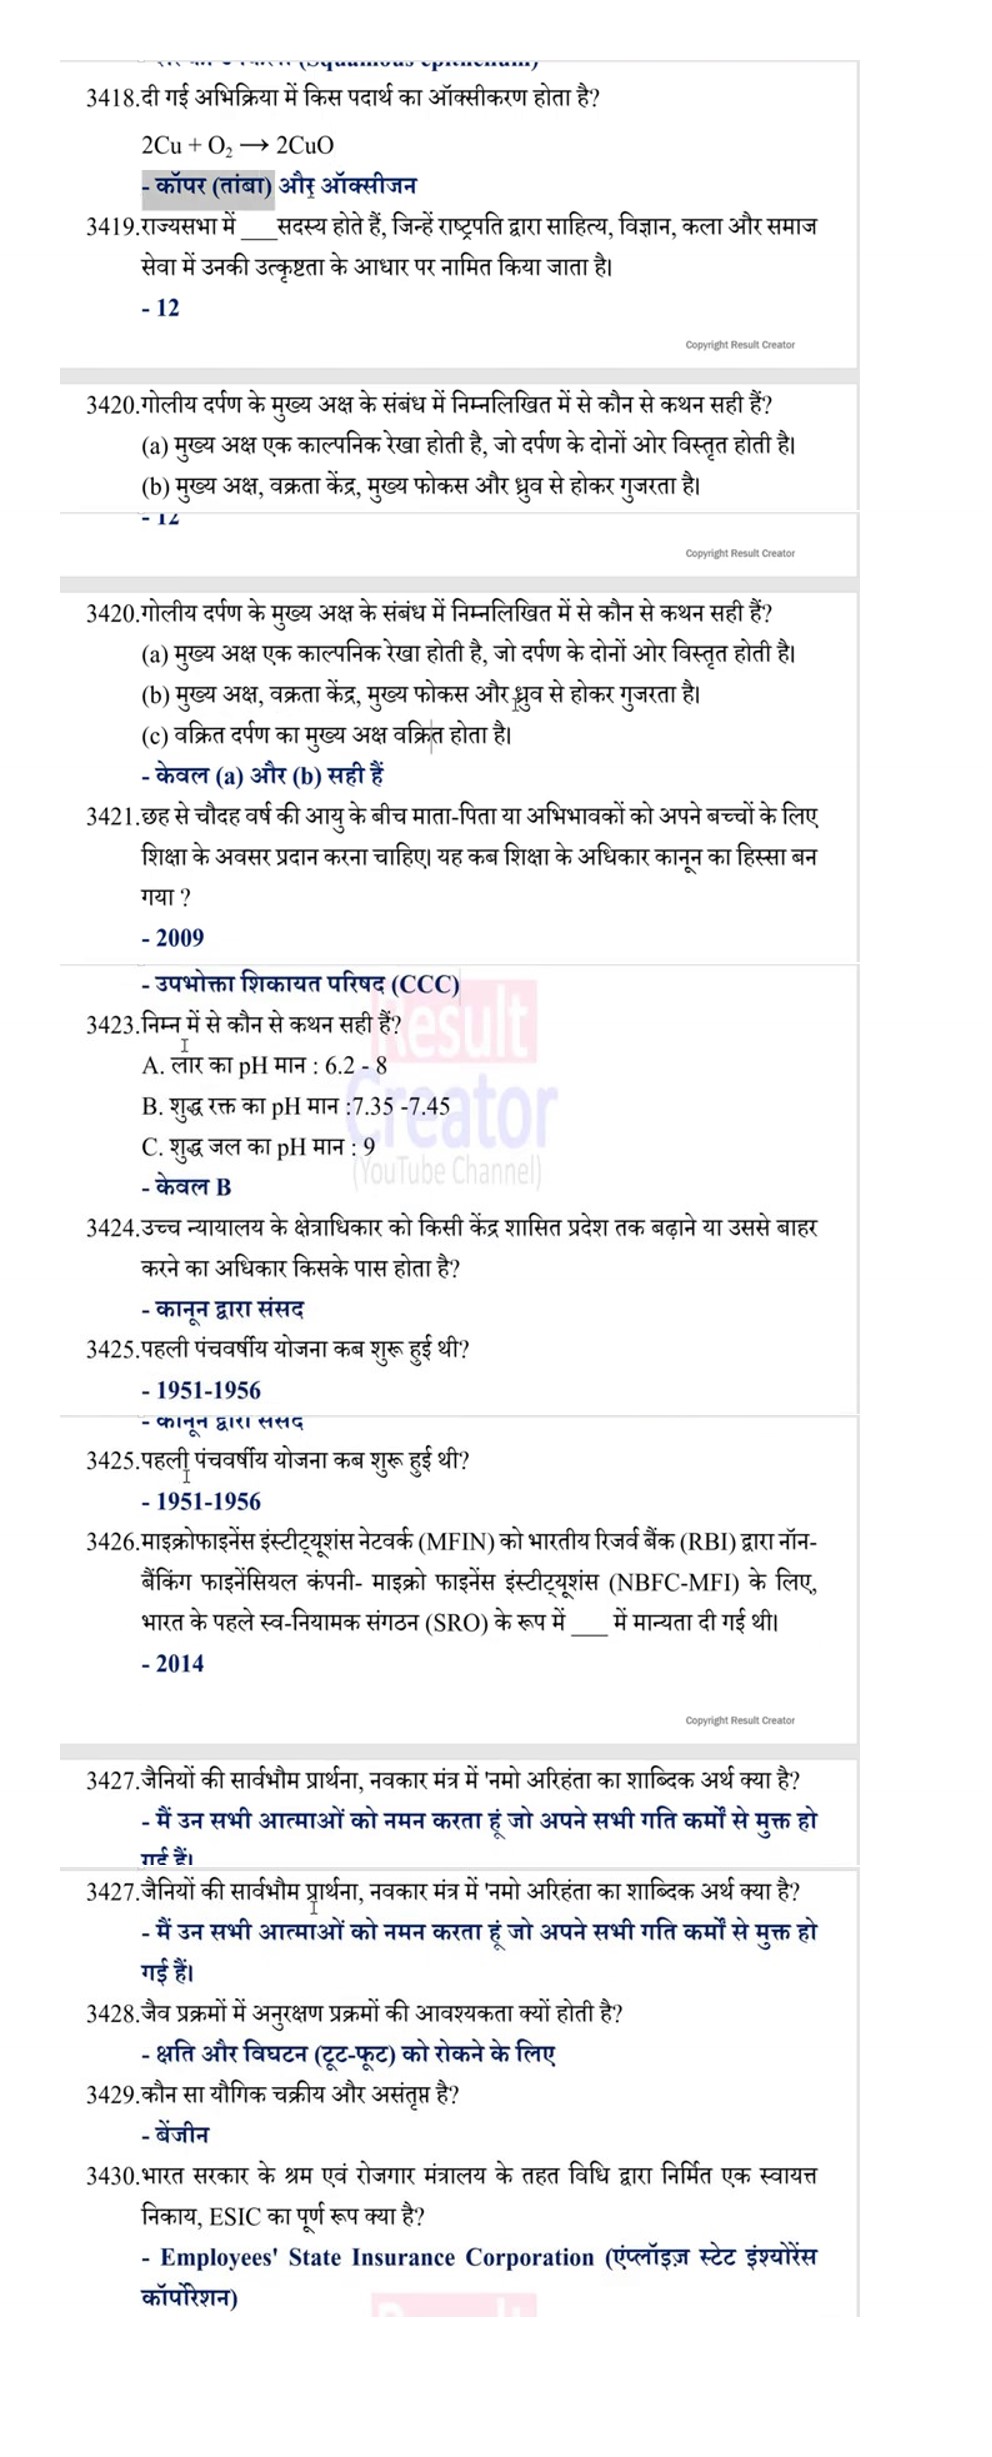 3418.दी गई अभिक्रिया में किस पदार्थ का ऑक्सीकरण होता है?
2Cu + O₂ → 2CuO
- कॉपर (तांबा) और ऑक्सीजन
3419.राज्यसभा में ___सदस्य होते हैं, जिन्हें राष्ट्रपति द्वारा साहित्य, विज्ञान, कला और समाज
सेवा में उनकी उत्कृष्टता के आधार पर नामित किया जाता है।
- 12
Copyright Result Creator
3420.गोलीय दर्पण के मुख्य अक्ष के संबंध में निम्नलिखित में से कौन से कथन सही हैं?
(a) मुख्य अक्ष एक काल्पनिक रेखा होती है, जो दर्पण के दोनों ओर विस्तृत होती है।
(b) मुख्य अक्ष, वक्रता केंद्र, मुख्य फोकस और ध्रुव से होकर गुजरता है।
- 12
Copyright Result Creator
3420.गोलीय दर्पण के मुख्य अक्ष के संबंध में निम्नलिखित में से कौन से कथन सही हैं?
(a) मुख्य अक्ष एक काल्पनिक रेखा होती है, जो दर्पण के दोनों ओर विस्तृत होती है।
(b) मुख्य अक्ष, वक्रता केंद्र, मुख्य फोकस और ध्रुव से होकर गुजरता है।
(c) वक्रित दर्पण का मुख्य अक्ष वक्रित होता है।
- केवल (a) और (b) सही हैं
3421.छह से चौदह वर्ष की आयु के बीच माता-पिता या अभिभावकों को अपने बच्चों के लिए
शिक्षा के अवसर प्रदान करना चाहिए। यह कब शिक्षा के अधिकार कानून का हिस्सा बन
गया ?
- 2009
- उपभोक्ता शिकायत परिषद (CCC)
3423.निम्न में से कौन से कथन सही हैं?
Result
A. लार का pH मान : 6.2 - 8
B. शुद्ध रक्त का pH मान :7.35 -7.45
Creator
C. शुद्ध जल का pH मान : 9
(YouTube Channel)
- केवल B
3424.उच्च न्यायालय के क्षेत्राधिकार को किसी केंद्र शासित प्रदेश तक बढ़ाने या उससे बाहर
करने का अधिकार किसके पास होता है?
- कानून द्वारा संसद
3425.पहली पंचवर्षीय योजना कब शुरू हुई थी?
- 1951-1956
- कानून द्वारा संसद
3425.पहली पंचवर्षीय योजना कब शुरू हुई थी?
- 1951-1956
3426.माइक्रोफाइनेंस इंस्टीट्यूशंस नेटवर्क (MFIN) को भारतीय रिजर्व बैंक (RBI) द्वारा नॉन-
बैंकिंग फाइनेंसियल कंपनी- माइक्रो फाइनेंस इंस्टीट्यूशंस (NBFC-MFI) के लिए,
भारत के पहले स्व-नियामक संगठन (SRO) के रूप में ___ में मान्यता दी गई थी।
- 2014
Copyright Result Creator
3427.जैनियों की सार्वभौम प्रार्थना, नवकार मंत्र में 'नमो अरिहंता का शाब्दिक अर्थ क्या है?
- मैं उन सभी आत्माओं को नमन करता हूं जो अपने सभी गति कर्मों से मुक्त हो
गई हैं।
3427.जैनियों की सार्वभौम प्रार्थना, नवकार मंत्र में 'नमो अरिहंता का शाब्दिक अर्थ क्या है?
- मैं उन सभी आत्माओं को नमन करता हूं जो अपने सभी गति कर्मों से मुक्त हो
गई हैं।
3428.जैव प्रक्रमों में अनुरक्षण प्रक्रमों की आवश्यकता क्यों होती है?
- क्षति और विघटन (टूट-फूट) को रोकने के लिए
3429.कौन सा यौगिक चक्रीय और असंतृप्त है?
- बेंजीन
3430.भारत सरकार के श्रम एवं रोजगार मंत्रालय के तहत विधि द्वारा निर्मित एक स्वायत्त
निकाय, ESIC का पूर्ण रूप क्या है?
- Employees' State Insurance Corporation (एंप्लॉइज़ स्टेट इंश्योरेंस
कॉर्पोरेशन)